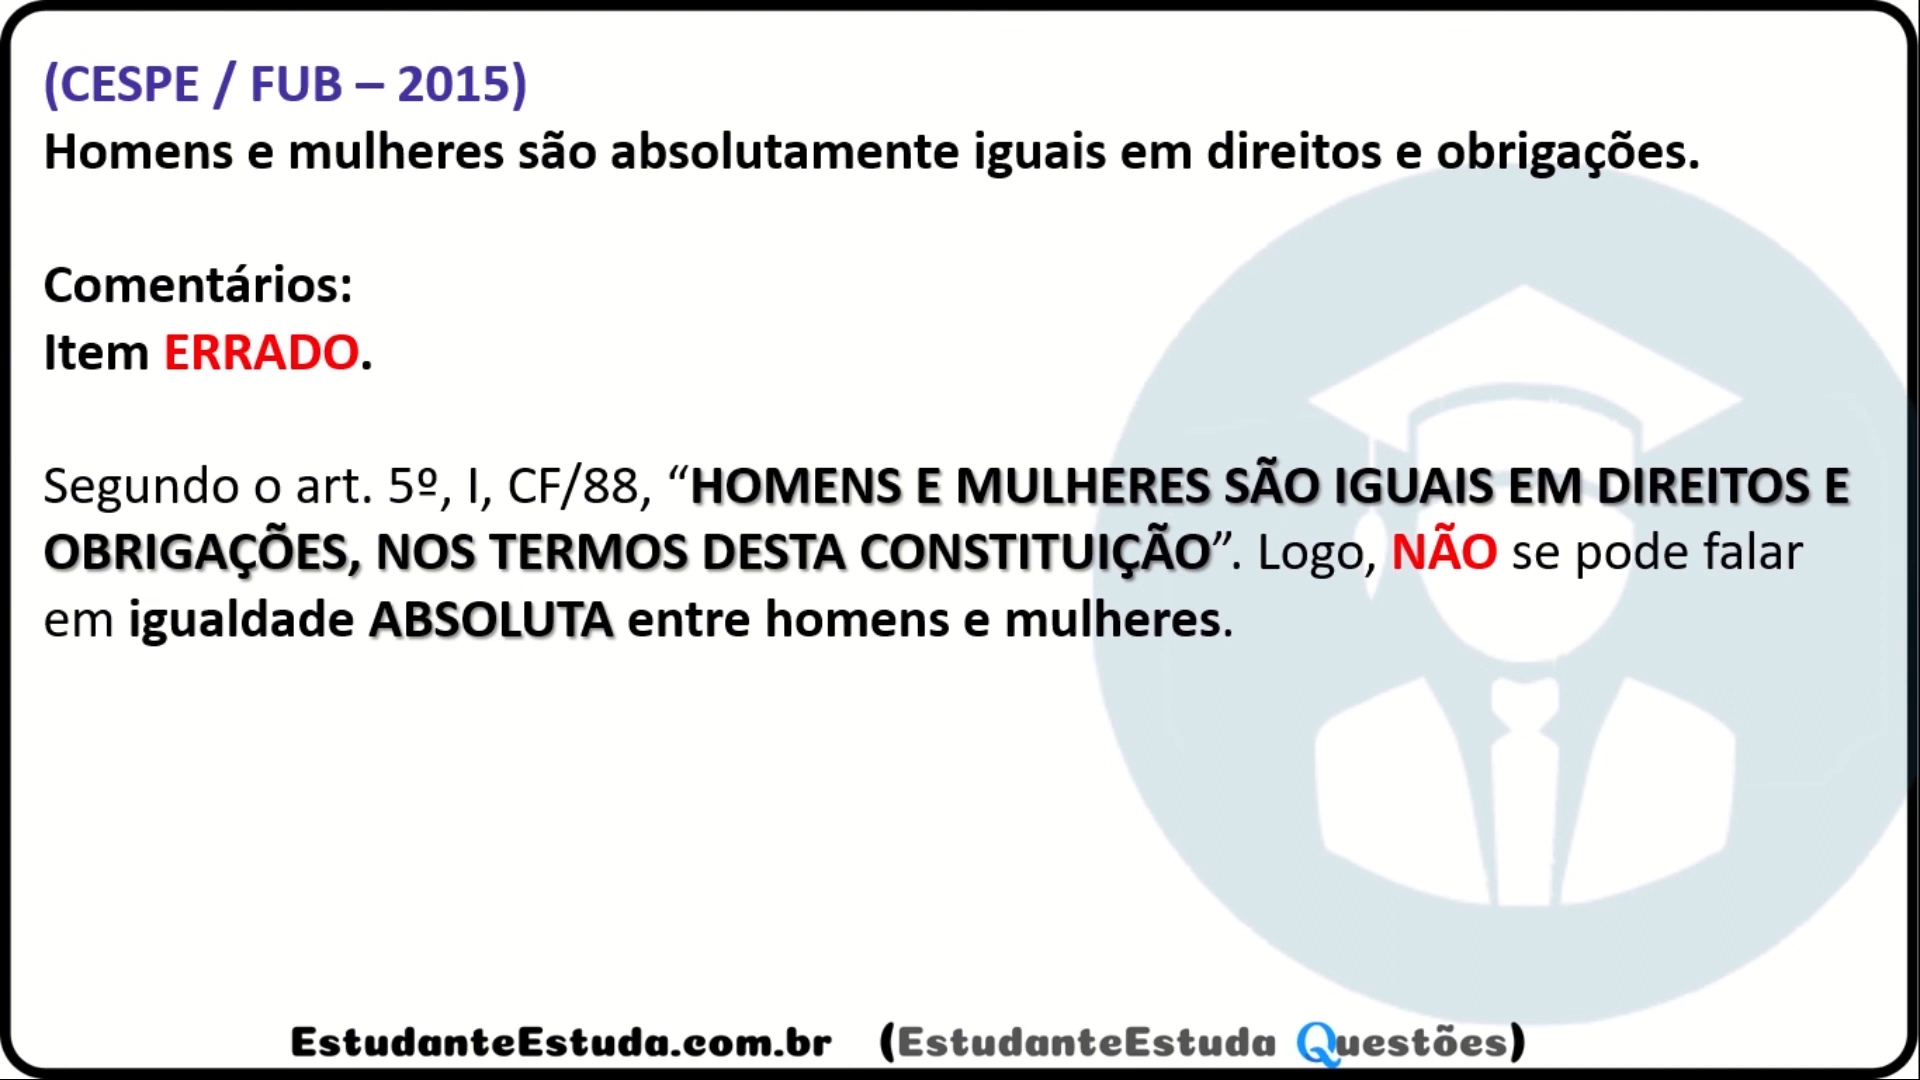 (CESPE / FUB – 2015)
Homens e mulheres são absolutamente iguais em direitos e obrigações.
Comentários:
Item ERRADO.
Segundo o art. 5º, I, CF/88, “HOMENS E MULHERES SÃO IGUAIS EM DIREITOS E
OBRIGAÇÕES, NOS TERMOS DESTA CONSTITUIÇÃO”. Logo, NÃO se pode falar
em igualdade ABSOLUTA entre homens e mulheres.
EstudanteEstuda.com.br (EstudanteEstuda Questões)